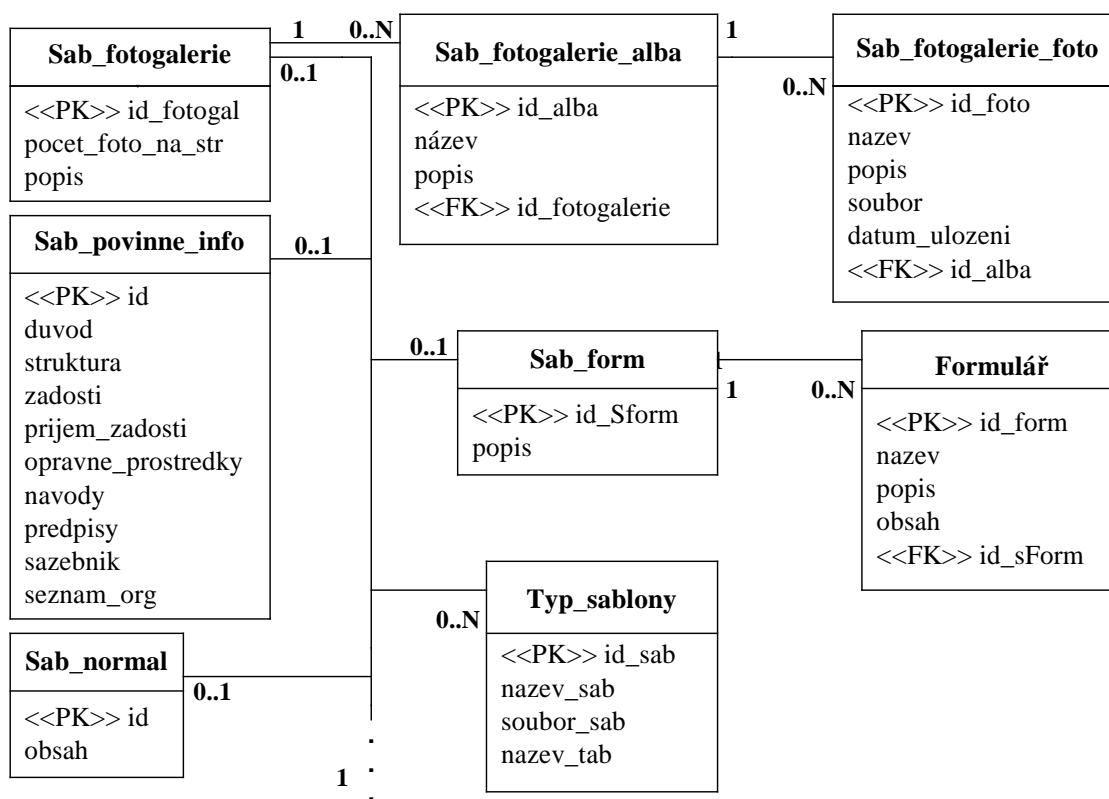 Sab_fotogalerie
<<PK>> id_fotogal
pocet_foto_na_str
popis
1
0..N
0..1
Sab_fotogalerie_alba
<<PK>> id_alba
název
popis
<<FK>> id_fotogalerie
1
0..N
Sab_fotogalerie_foto
<<PK>> id_foto
nazev
popis
soubor
datum_ulozeni
<<FK>> id_alba
Sab_povinne_info
<<PK>> id
duvod
struktura
zadosti
prijem_zadosti
opravne_prostredky
navody
predpisy
sazebnik
seznam_org
0..1
0..1
Sab_form
<<PK>> id_Sform
popis
1
1
0..N
Formulář
<<PK>> id_form
nazev
popis
obsah
<<FK>> id_sForm
Sab_normal
<<PK>> id
obsah
0..1
0..N
Typ_sablony
<<PK>> id_sab
nazev_sab
soubor_sab
nazev_tab
1